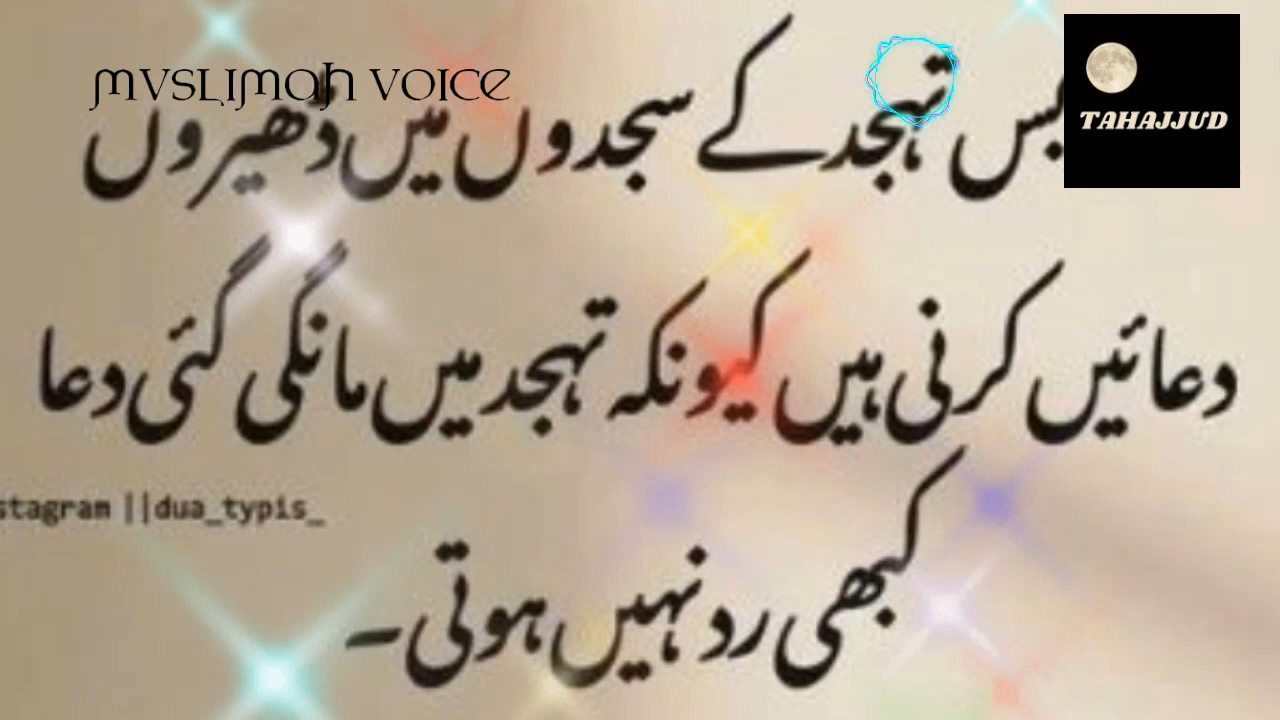 MVSLIMAH VOICE
TAHAJJUD
بس تہجد کے سجدوں میں ڈھیروں
دعائیں کرنی ہیں کیونکہ تہجد میں مانگی گئی دعا
کبھی رد نہیں ہوتی ۔
stagram ||dua_typis_